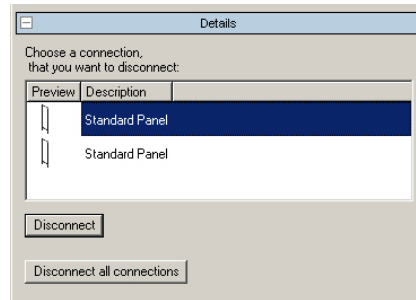 Details
Choose a connection,
that you want to disconnect:
Preview Description
Standard Panel
Standard Panel
Disconnect
Disconnect all connections